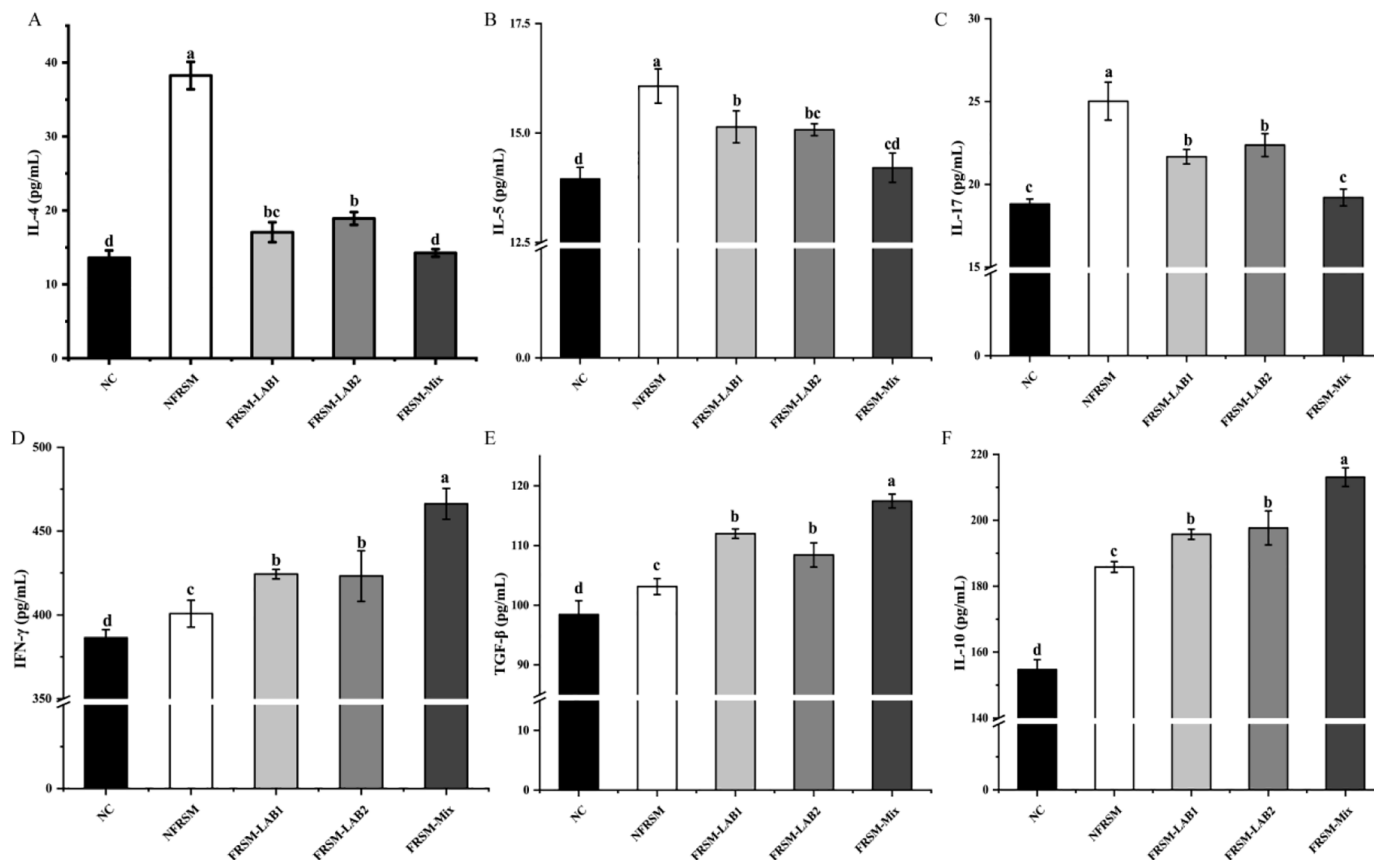 A
IL-4 (pg/mL)
40
30
20
10
0
d
a
bc
b
d
NC
NFRSM
FRSM-LAB1
FRSM-LAB2
FRSM-Mix
B
IL-5 (pg/mL)
17.5
15.0
12.5
0.0
d
a
b
bc
cd
NC
NFRSM
FRSM-LAB1
FRSM-LAB2
FRSM-Mix
C
IL-17 (pg/mL)
30
25
20
15
0
c
a
b
b
c
NC
NFRSM
FRSM-LAB1
FRSM-LAB2
FRSM-Mix
D
IFN-γ (pg/mL)
500
450
400
350
0
d
c
b
b
a
NC
NFRSM
FRSM-LAB1
FRSM-LAB2
FRSM-Mix
E
TGF-β (pg/mL)
120
110
100
90
10
0
d
c
b
b
a
NC
NFRSM
FRSM-LAB1
FRSM-LAB2
FRSM-Mix
F
IL-10 (pg/mL)
220
200
180
160
140
0
d
c
b
b
a
NC
NFRSM
FRSM-LAB1
FRSM-LAB2
FRSM-Mix